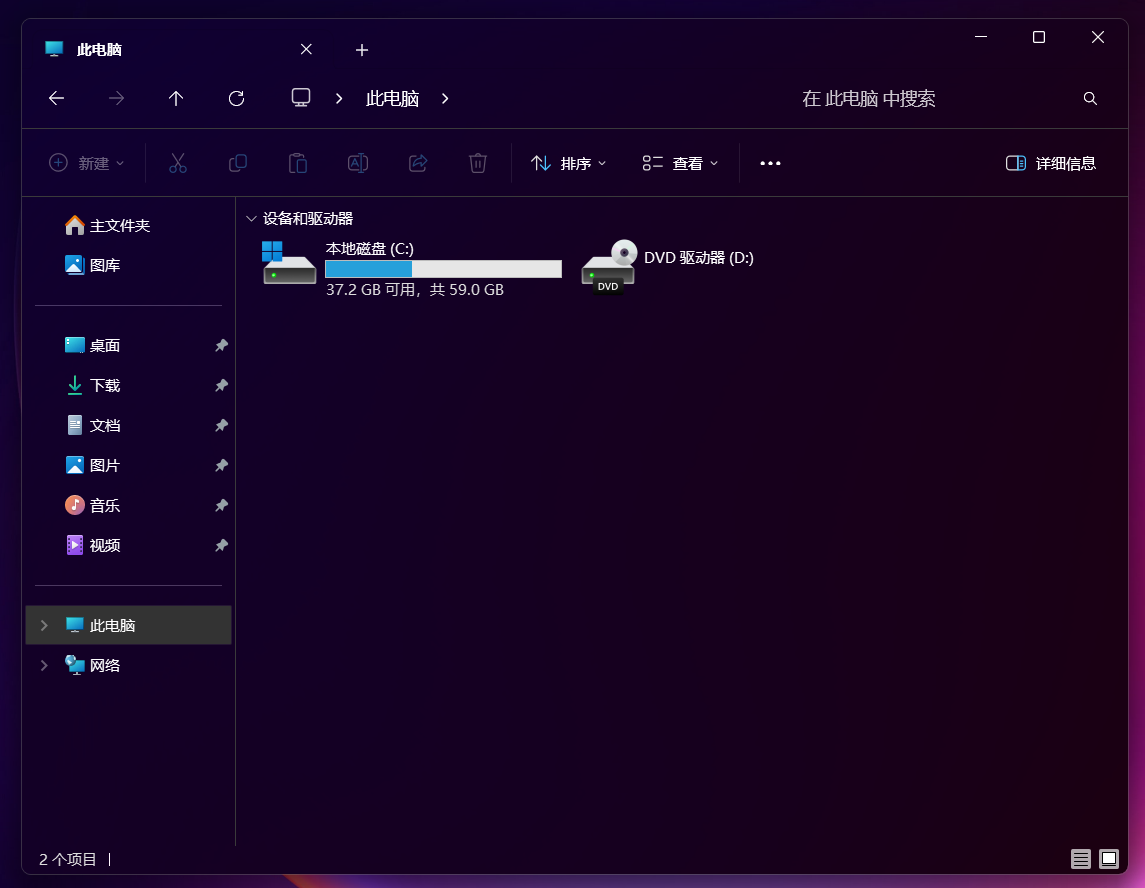 此电脑
此电脑
在 此电脑 中搜索
新建
排序
查看
详细信息
主文件夹
图库
桌面
下载
文档
图片
音乐
视频
此电脑
网络
设备和驱动器
本地磁盘 (C:)
37.2 GB 可用，共 59.0 GB
DVD 驱动器 (D:)
DVD
2 个项目